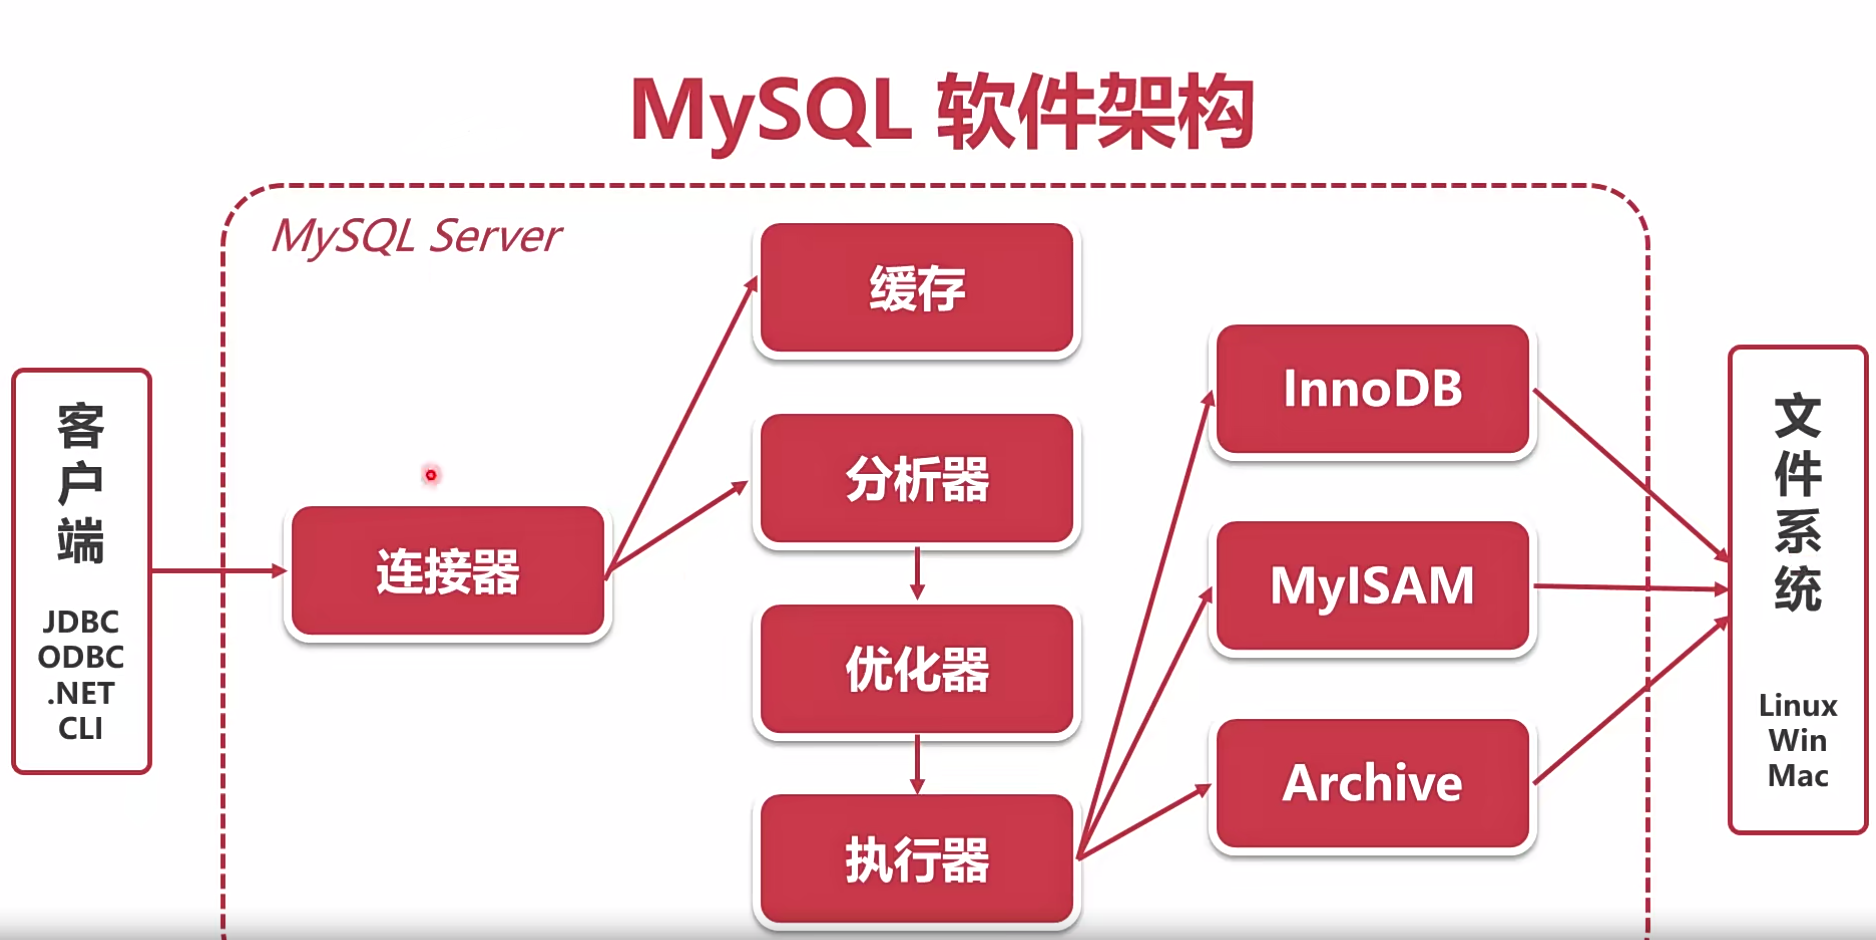 MySQL 软件架构
MySQL Server
客
户
端
JDBC
ODBC
.NET
CLI
连接器
缓存
分析器
优化器
执行器
InnoDB
MyISAM
Archive
文
件
系
统
Linux
Win
Mac